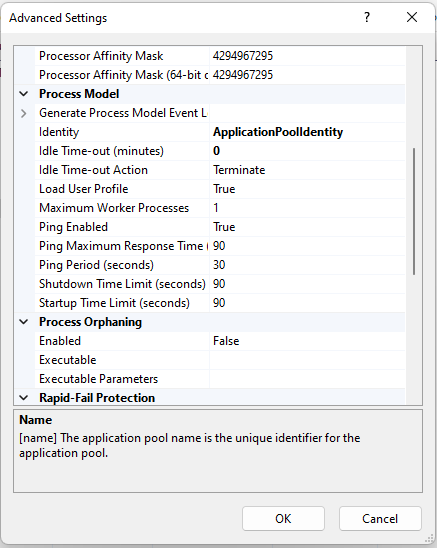 Advanced Settings
Processor Affinity Mask 4294967295
Processor Affinity Mask (64-bit c 4294967295
Process Model
Generate Process Model Event L
Identity ApplicationPoolIdentity
Idle Time-out (minutes) 0
Idle Time-out Action Terminate
Load User Profile True
Maximum Worker Processes 1
Ping Enabled True
Ping Maximum Response Time ( 90
Ping Period (seconds) 30
Shutdown Time Limit (seconds) 90
Startup Time Limit (seconds) 90
Process Orphaning
Enabled False
Executable
Executable Parameters
Rapid-Fail Protection
Name
[name] The application pool name is the unique identifier for the
application pool.
OK Cancel